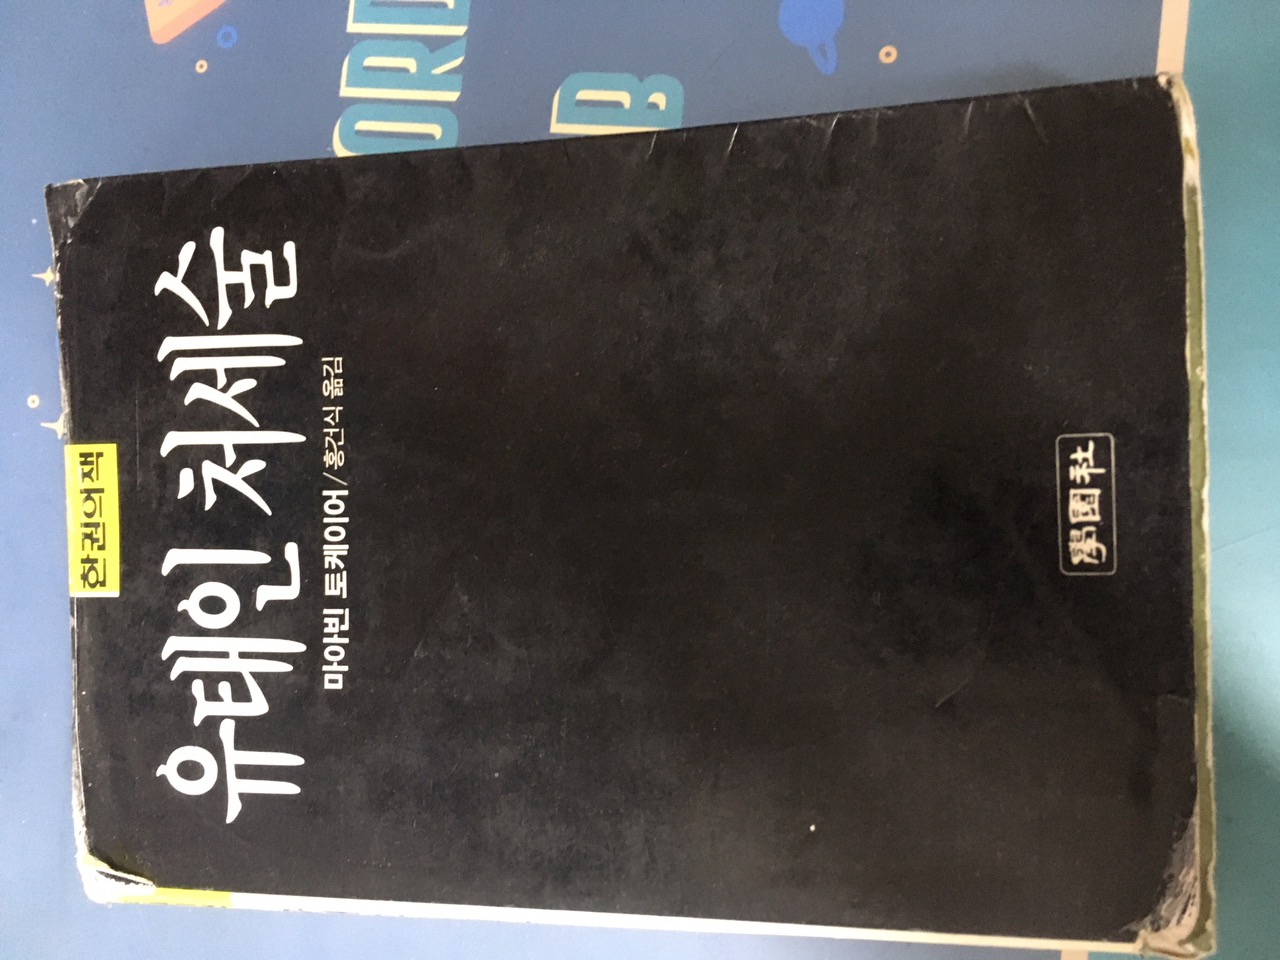 한권의책
유태인 처세술
마아빈 토케이어/홍건식 옮김
學園社
ORD
B